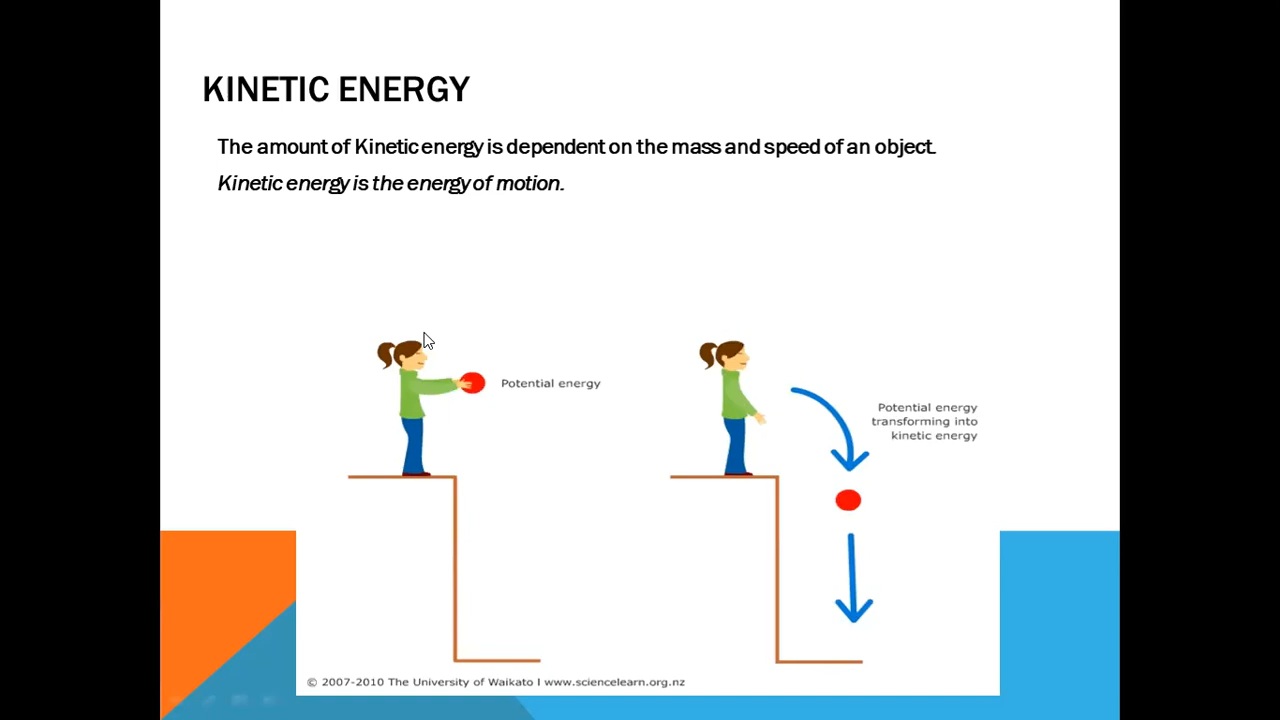 KINETIC ENERGY
The amount of Kinetic energy is dependent on the mass and speed of an object.
Kinetic energy is the energy of motion.
Potential energy
Potential energy
transforming into
kinetic energy
© 2007-2010 The University of Waikato I www.sciencelearn.org.nz